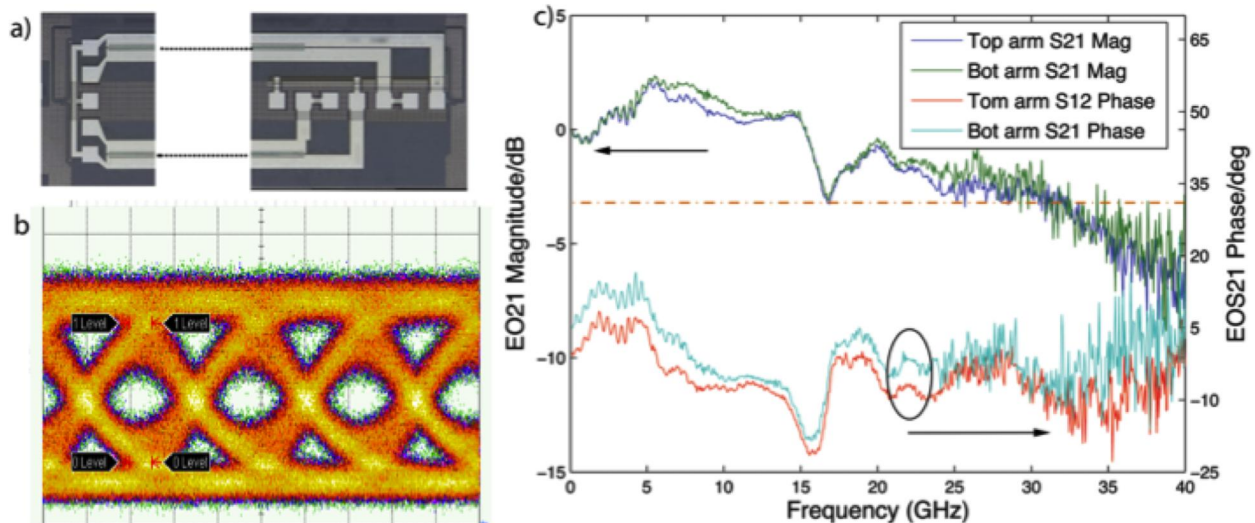 a)
b
1 Level
1 Level
0 Level
0 Level
c)
Top arm S21 Mag
Bot arm S21 Mag
Tom arm S12 Phase
Bot arm S21 Phase
EO21 Magnitude/dB
5
0
−5
−10
−15
EOS21 Phase/deg
65
50
35
20
5
−10
−25
0
5
10
15
20
25
30
35
40
Frequency (GHz)